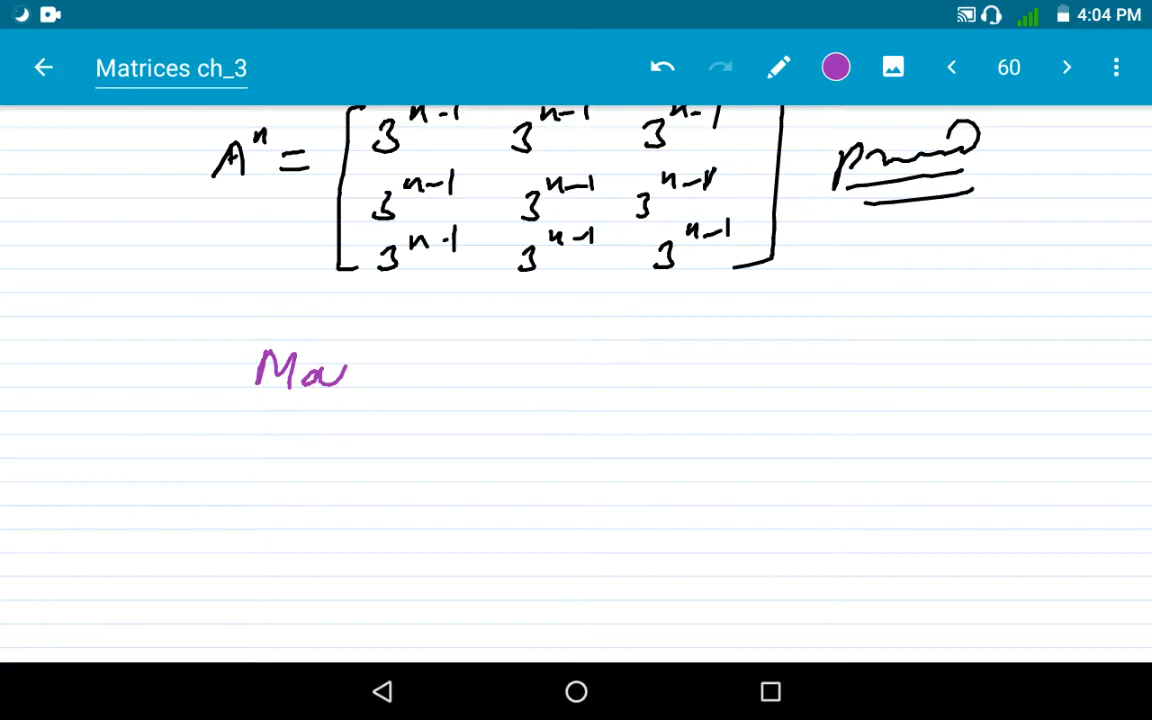 4:04 PM
Matrices ch_3
60
3^{n-1} 3^{n-1} 3^{n-1}
A^n =
3^{n-1} 3^{n-1} 3^{n-1}
3^{n-1} 3^{n-1} 3^{n-1}